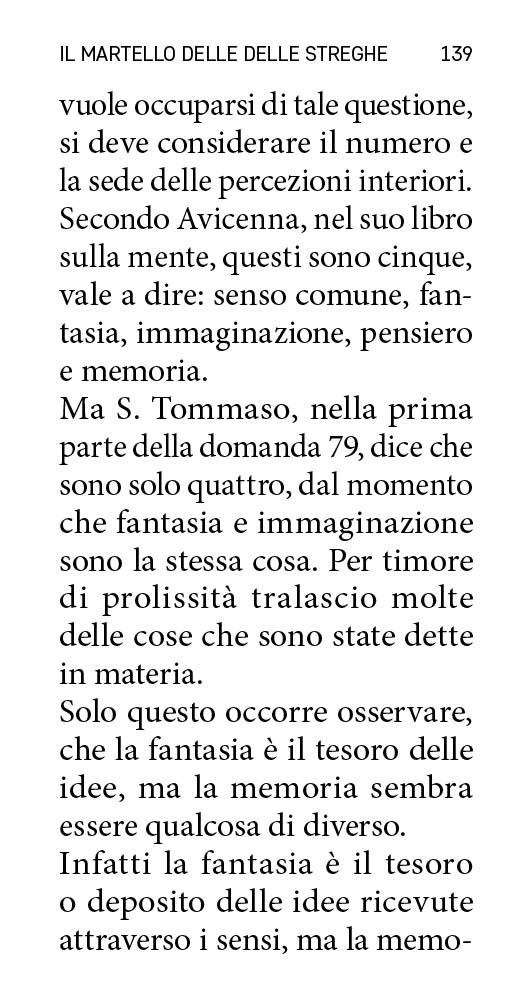 IL MARTELLO DELLE DELLE STREGHE 139
vuole occuparsi di tale questione,
si deve considerare il numero e
la sede delle percezioni interiori.
Secondo Avicenna, nel suo libro
sulla mente, questi sono cinque,
vale a dire: senso comune, fan-
tasia, immaginazione, pensiero
e memoria.
Ma S. Tommaso, nella prima
parte della domanda 79, dice che
sono solo quattro, dal momento
che fantasia e immaginazione
sono la stessa cosa. Per timore
di prolissità tralascio molte
delle cose che sono state dette
in materia.
Solo questo occorre osservare,
che la fantasia è il tesoro delle
idee, ma la memoria sembra
essere qualcosa di diverso.
Infatti la fantasia è il tesoro
o deposito delle idee ricevute
attraverso i sensi, ma la memo-